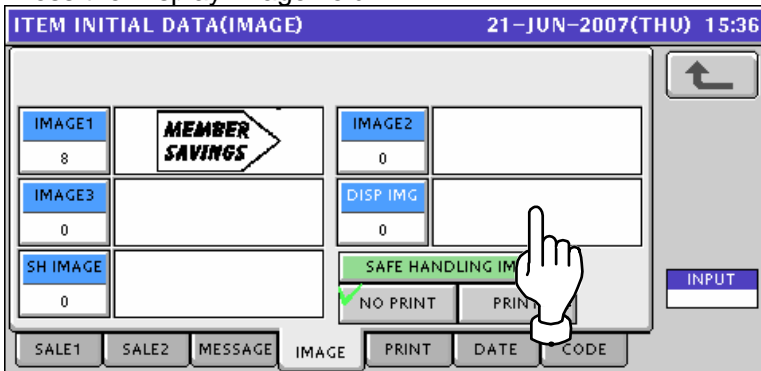 ITEM INITIAL DATA(IMAGE) 21-JUN-2007(THU) 15:36
IMAGE1
8
MEMBER
SAVINGS
IMAGE2
0
IMAGE3
0
DISP IMG
0
SH IMAGE
0
SAFE HANDLING
NO PRINT
PRINT
INPUT
SALE1 SALE2 MESSAGE IMAGE PRINT DATE CODE